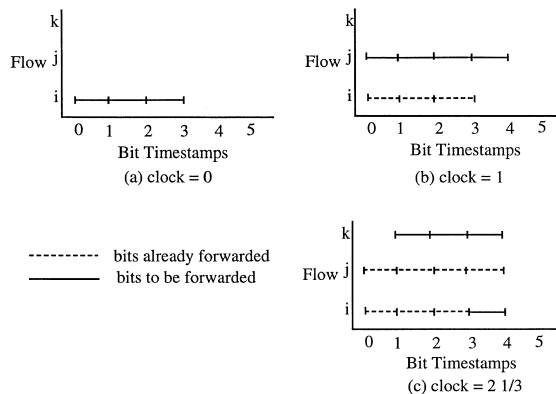 k
Flow j
i
0 1 2 3 4 5
Bit Timestamps
(a) clock = 0
k
Flow j
i
0 1 2 3 4 5
Bit Timestamps
(b) clock = 1
bits already forwarded
bits to be forwarded
k
Flow j
i
0 1 2 3 4 5
Bit Timestamps
(c) clock = 2 1/3